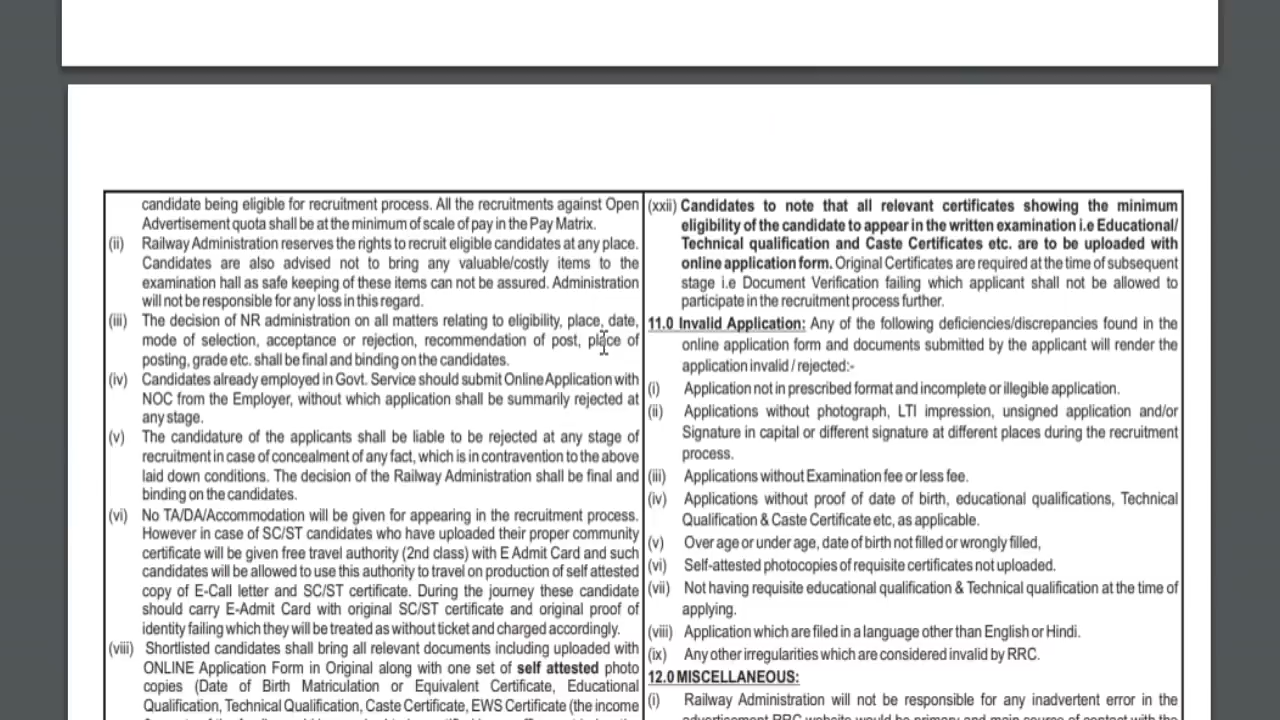 candidate being eligible for recruitment process. All the recruitments against Open
Advertisement quota shall be at the minimum of scale of pay in the Pay Matrix.
(ii) Railway Administration reserves the rights to recruit eligible candidates at any place.
Candidates are also advised not to bring any valuable/costly items to the
examination hall as safe keeping of these items can not be assured. Administration
will not be responsible for any loss in this regard.
(iii) The decision of NR administration on all matters relating to eligibility, place, date,
mode of selection, acceptance or rejection, recommendation of post, place of
posting, grade etc. shall be final and binding on the candidates.
(iv) Candidates already employed in Govt. Service should submit Online Application with
NOC from the Employer, without which application shall be summarily rejected at
any stage.
(v) The candidature of the applicants shall be liable to be rejected at any stage of
recruitment in case of concealment of any fact, which is in contravention to the above
laid down conditions. The decision of the Railway Administration shall be final and
binding on the candidates.
(vi) No TA/DA/Accommodation will be given for appearing in the recruitment process.
However in case of SC/ST candidates who have uploaded their proper community
certificate will be given free travel authority (2nd class) with E Admit Card and such
candidates will be allowed to use this authority to travel on production of self attested
copy of E-Call letter and SC/ST certificate. During the journey these candidate
should carry E-Admit Card with original SC/ST certificate and original proof of
identity failing which they will be treated as without ticket and charged accordingly.
(viii) Shortlisted candidates shall bring all relevant documents including uploaded with
ONLINE Application Form in Original along with one set of self attested photo
copies (Date of Birth Matriculation or Equivalent Certificate, Educational
Qualification, Technical Qualification, Caste Certificate, EWS Certificate (the income
(xxii) Candidates to note that all relevant certificates showing the minimum
eligibility of the candidate to appear in the written examination i.e Educational/
Technical qualification and Caste Certificates etc. are to be uploaded with
online application form. Original Certificates are required at the time of subsequent
stage i.e Document Verification failing which applicant shall not be allowed to
participate in the recruitment process further.
11.0 Invalid Application: Any of the following deficiencies/discrepancies found in the
online application form and documents submitted by the applicant will render the
application invalid / rejected:-
(i) Application not in prescribed format and incomplete or illegible application.
(ii) Applications without photograph, LTI impression, unsigned application and/or
Signature in capital or different signature at different places during the recruitment
process.
(iii) Applications without Examination fee or less fee.
(iv) Applications without proof of date of birth, educational qualifications, Technical
Qualification & Caste Certificate etc, as applicable.
(v) Over age or under age, date of birth not filled or wrongly filled,
(vi) Self-attested photocopies of requisite certificates not uploaded.
(vii) Not having requisite educational qualification & Technical qualification at the time of
applying.
(viii) Application which are filed in a language other than English or Hindi.
(ix) Any other irregularities which are considered invalid by RRC.
12.0 MISCELLANEOUS:
(i) Railway Administration will not be responsible for any inadvertent error in the